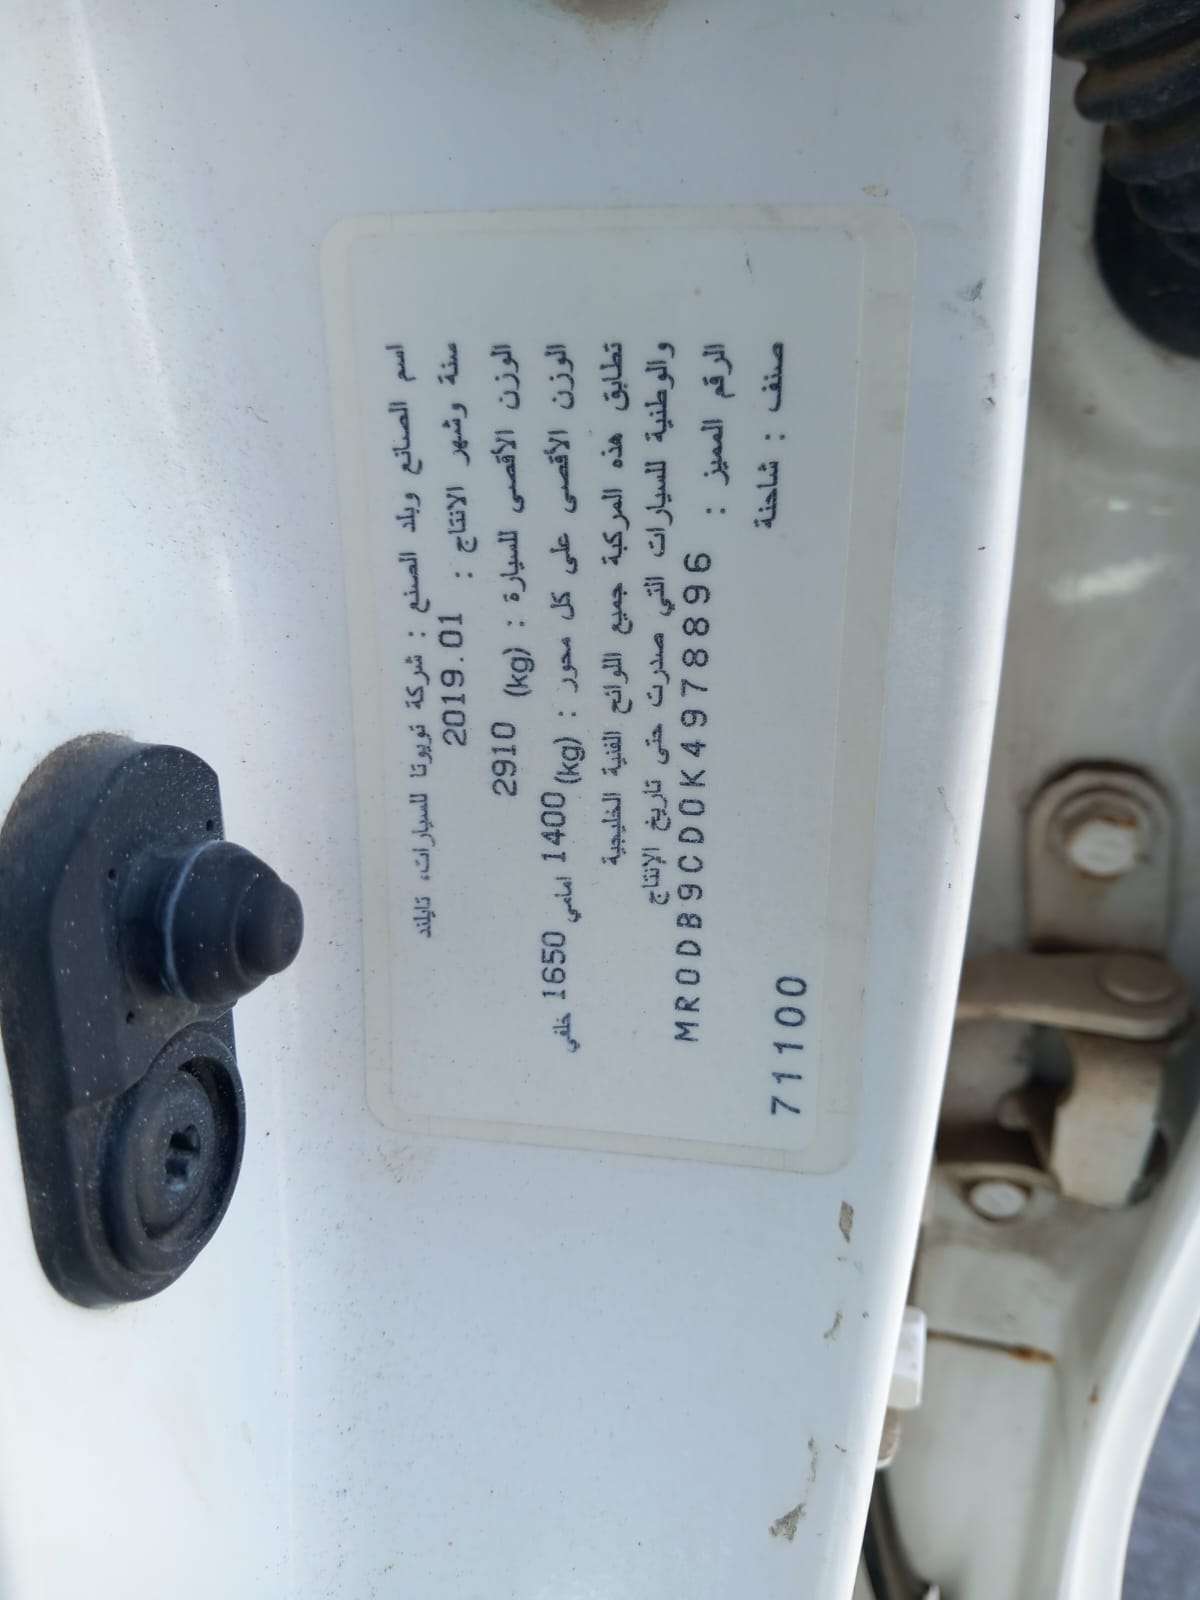 اسم الصانع وبلد الصنع : شركة تويوتا للسيارات، تايلند
سنة وشهر الانتاج : 2019.01
الوزن الأقصى للسيارة : (kg) 2910
الوزن الأقصى على كل محور : (kg) 1400 امامي 1650 خلفي
تطابق هذه المركبة جميع اللوائح الفنية الخليجية
والوطنية للسيارات التي صدرت حتى تاريخ الإنتاج
الرقم المميز : MR0DB9CD0K4978896
صنف : شاحنة 71100